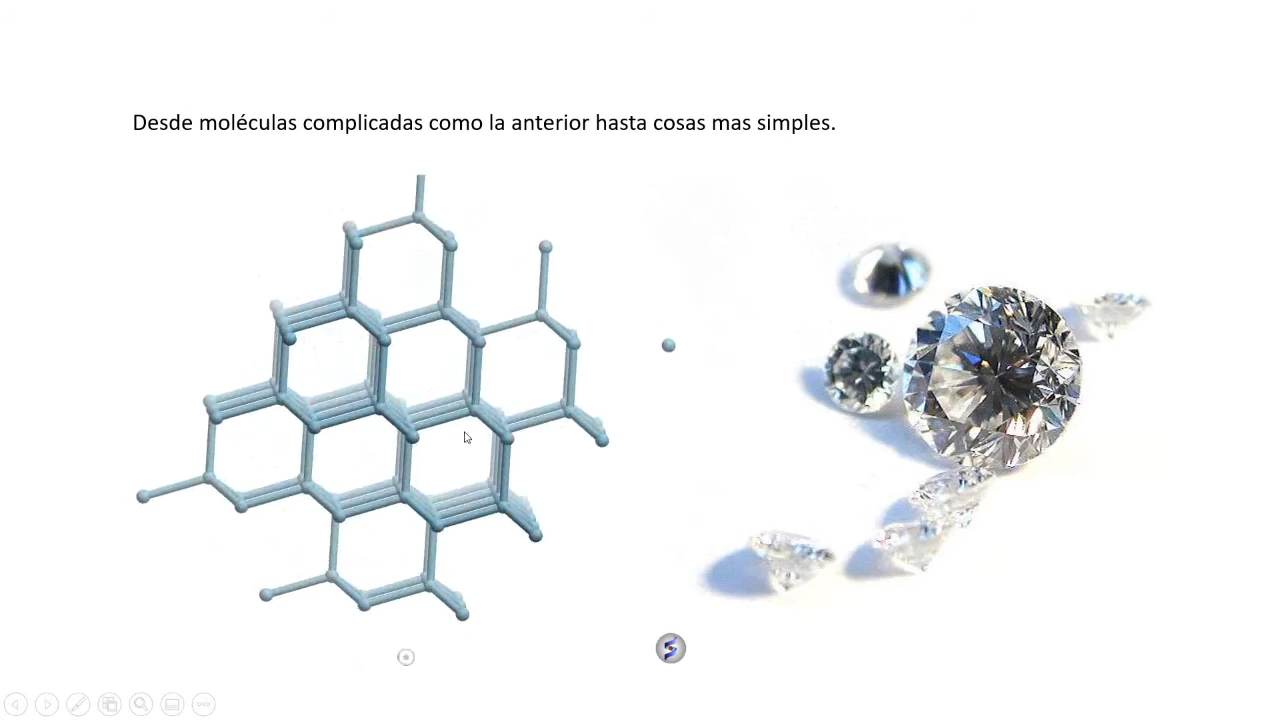 Desde moléculas complicadas como la anterior hasta cosas mas simples.